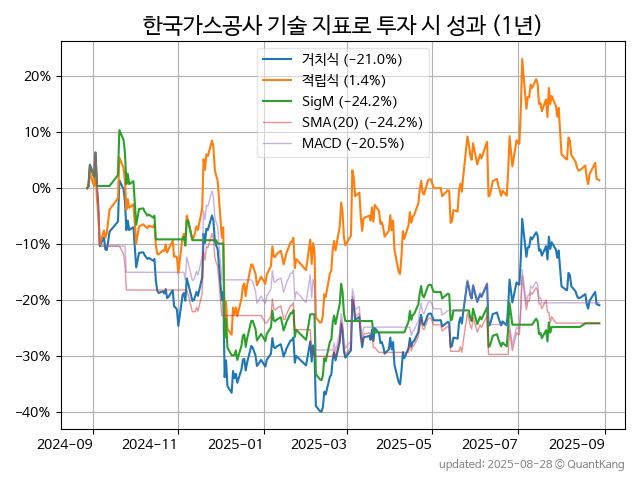 한국가스공사 기술 지표로 투자 시 성과 (1년)
거치식 (−21.0%)
적립식 (1.4%)
SigM (−24.2%)
SMA(20) (−24.2%)
MACD (−20.5%)
20%
10%
0%
−10%
−20%
−30%
−40%
2024-09 2024-11 2025-01 2025-03 2025-05 2025-07 2025-09
updated: 2025-08-28 © QuantKang